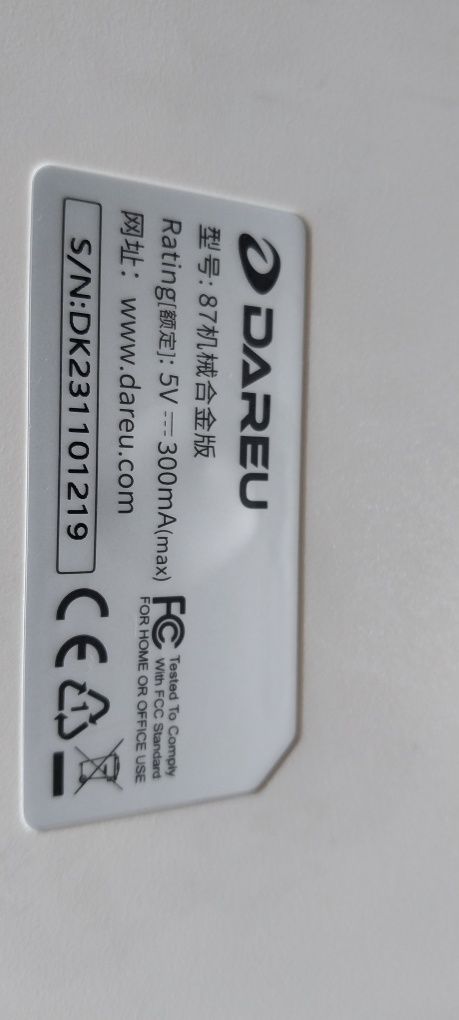 DAREU
型号: 87机械合金版
Rating[额定]: 5V ⎓ 300mA(max)
网址: www.dareu.com
S/N:DK231101219
FC Tested To Comply
With FCC Standard
FOR HOME OR OFFICE USE
CE
1